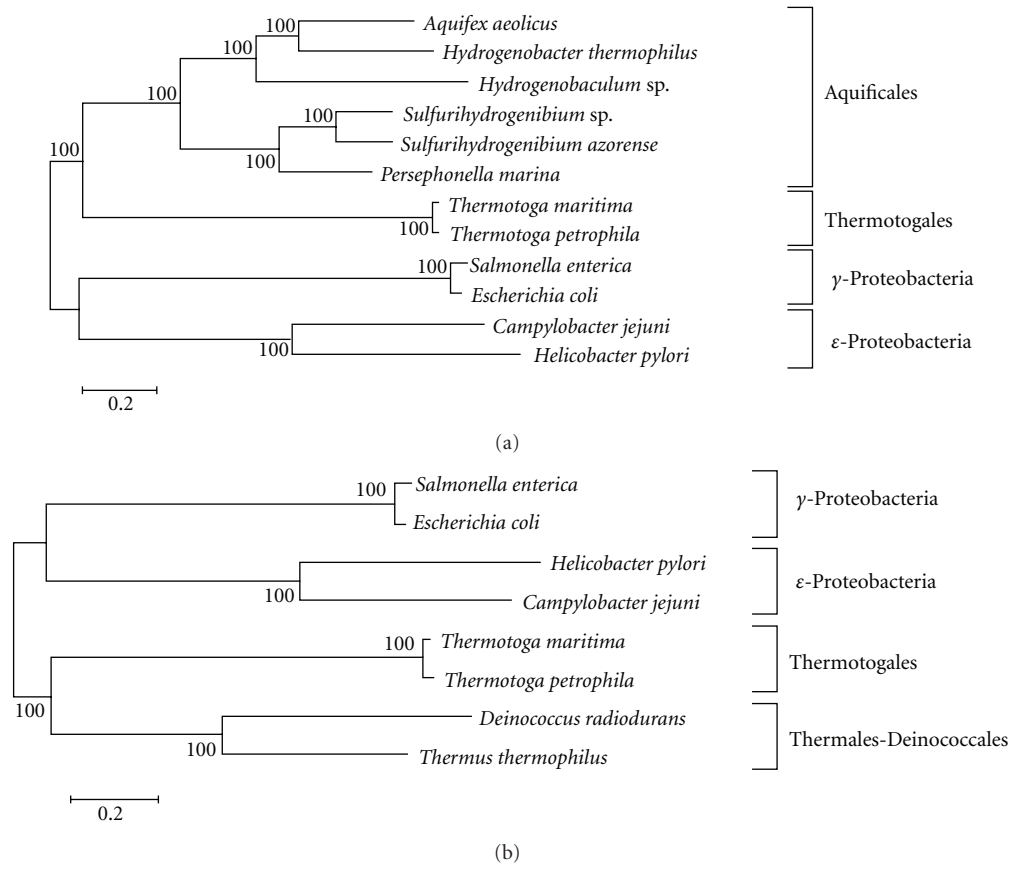 100
Aquifex aeolicus
100
Hydrogenobacter thermophilus
100
Hydrogenobaculum sp.
Aquificales
100
Sulfurihydrogenibium sp.
100
Sulfurihydrogenibium azorense
100
Persephonella marina
100
Thermotoga maritima
Thermotogales
100
Thermotoga petrophila
100
Salmonella enterica
γ-Proteobacteria
Escherichia coli
Campylobacter jejuni
ε-Proteobacteria
100
Helicobacter pylori
0.2
(a)
100
Salmonella enterica
γ-Proteobacteria
Escherichia coli
Helicobacter pylori
ε-Proteobacteria
100
Campylobacter jejuni
100
Thermotoga maritima
Thermotogales
Thermotoga petrophila
100
Deinococcus radiodurans
Thermales-Deinococcales
100
Thermus thermophilus
0.2
(b)